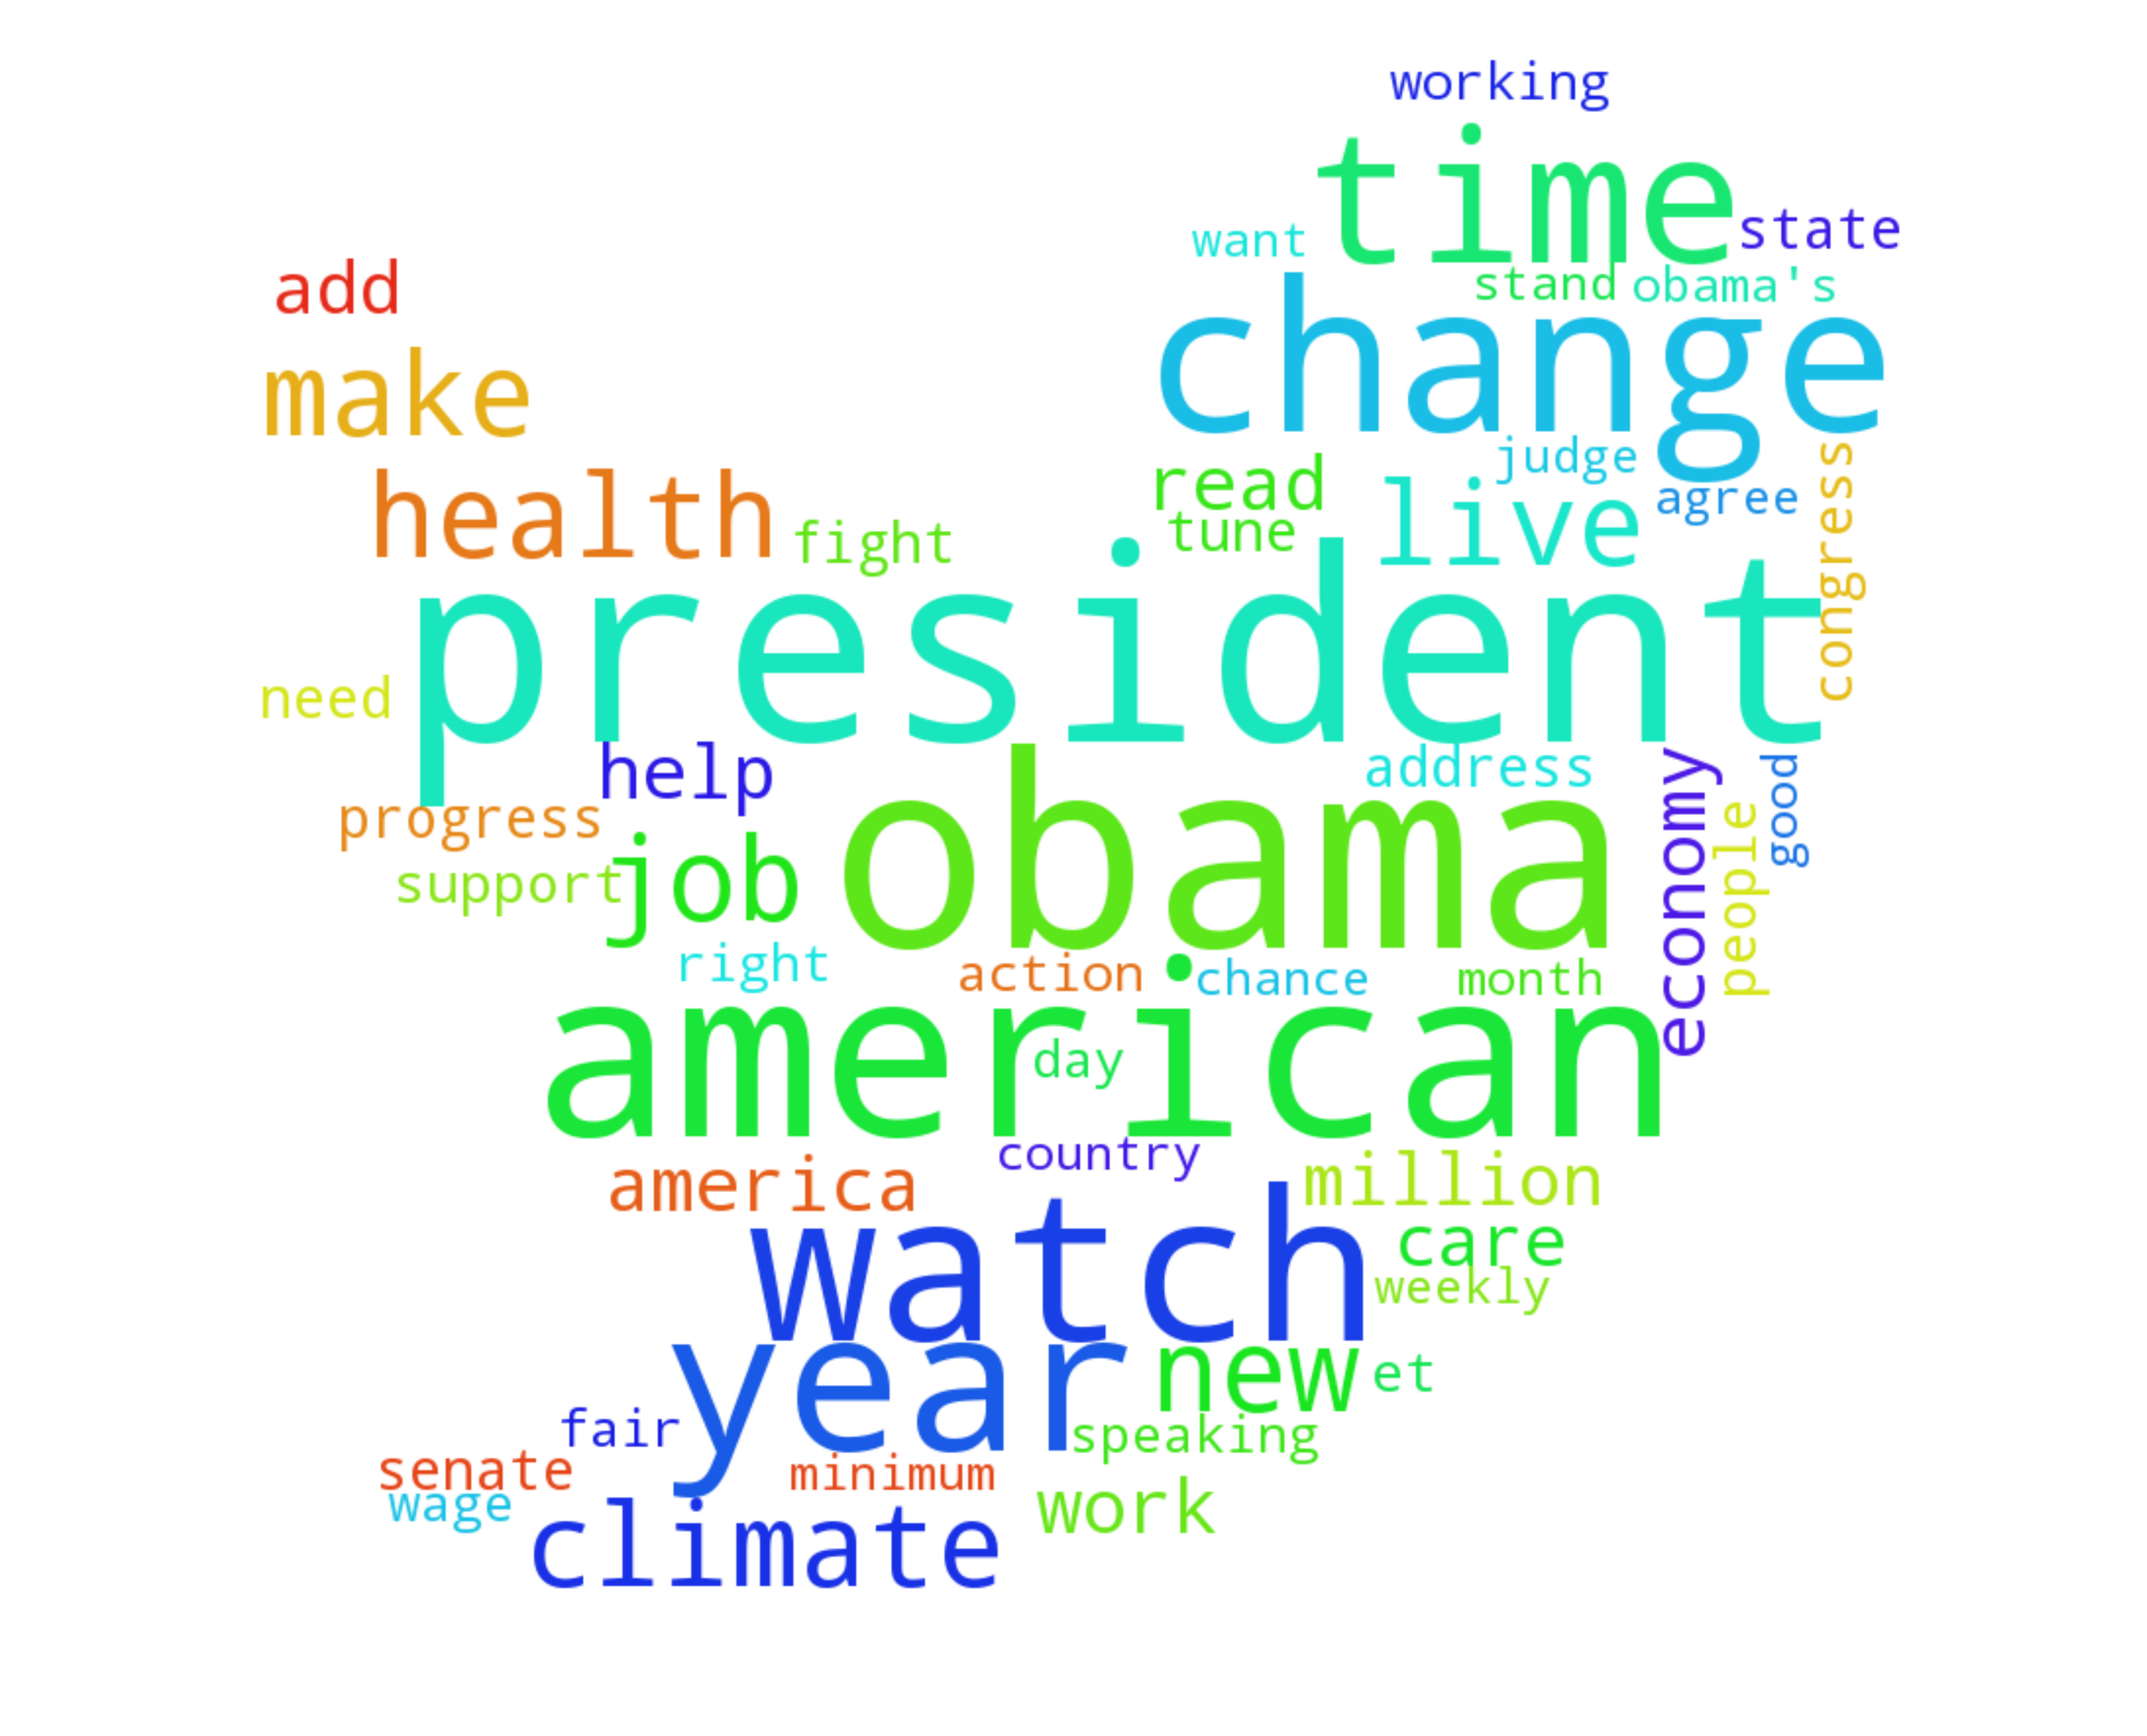 working
time
want
state
add
stand obama's
change
make
judge
read
live
agree
congress
health
fight
tune
president
need
help
address
economy
good
people
progress
obama
support
job
right
action
chance
month
american
day
country
america
million
watch
care
weekly
year
new
et
fair
speaking
senate
minimum
wage
work
climate